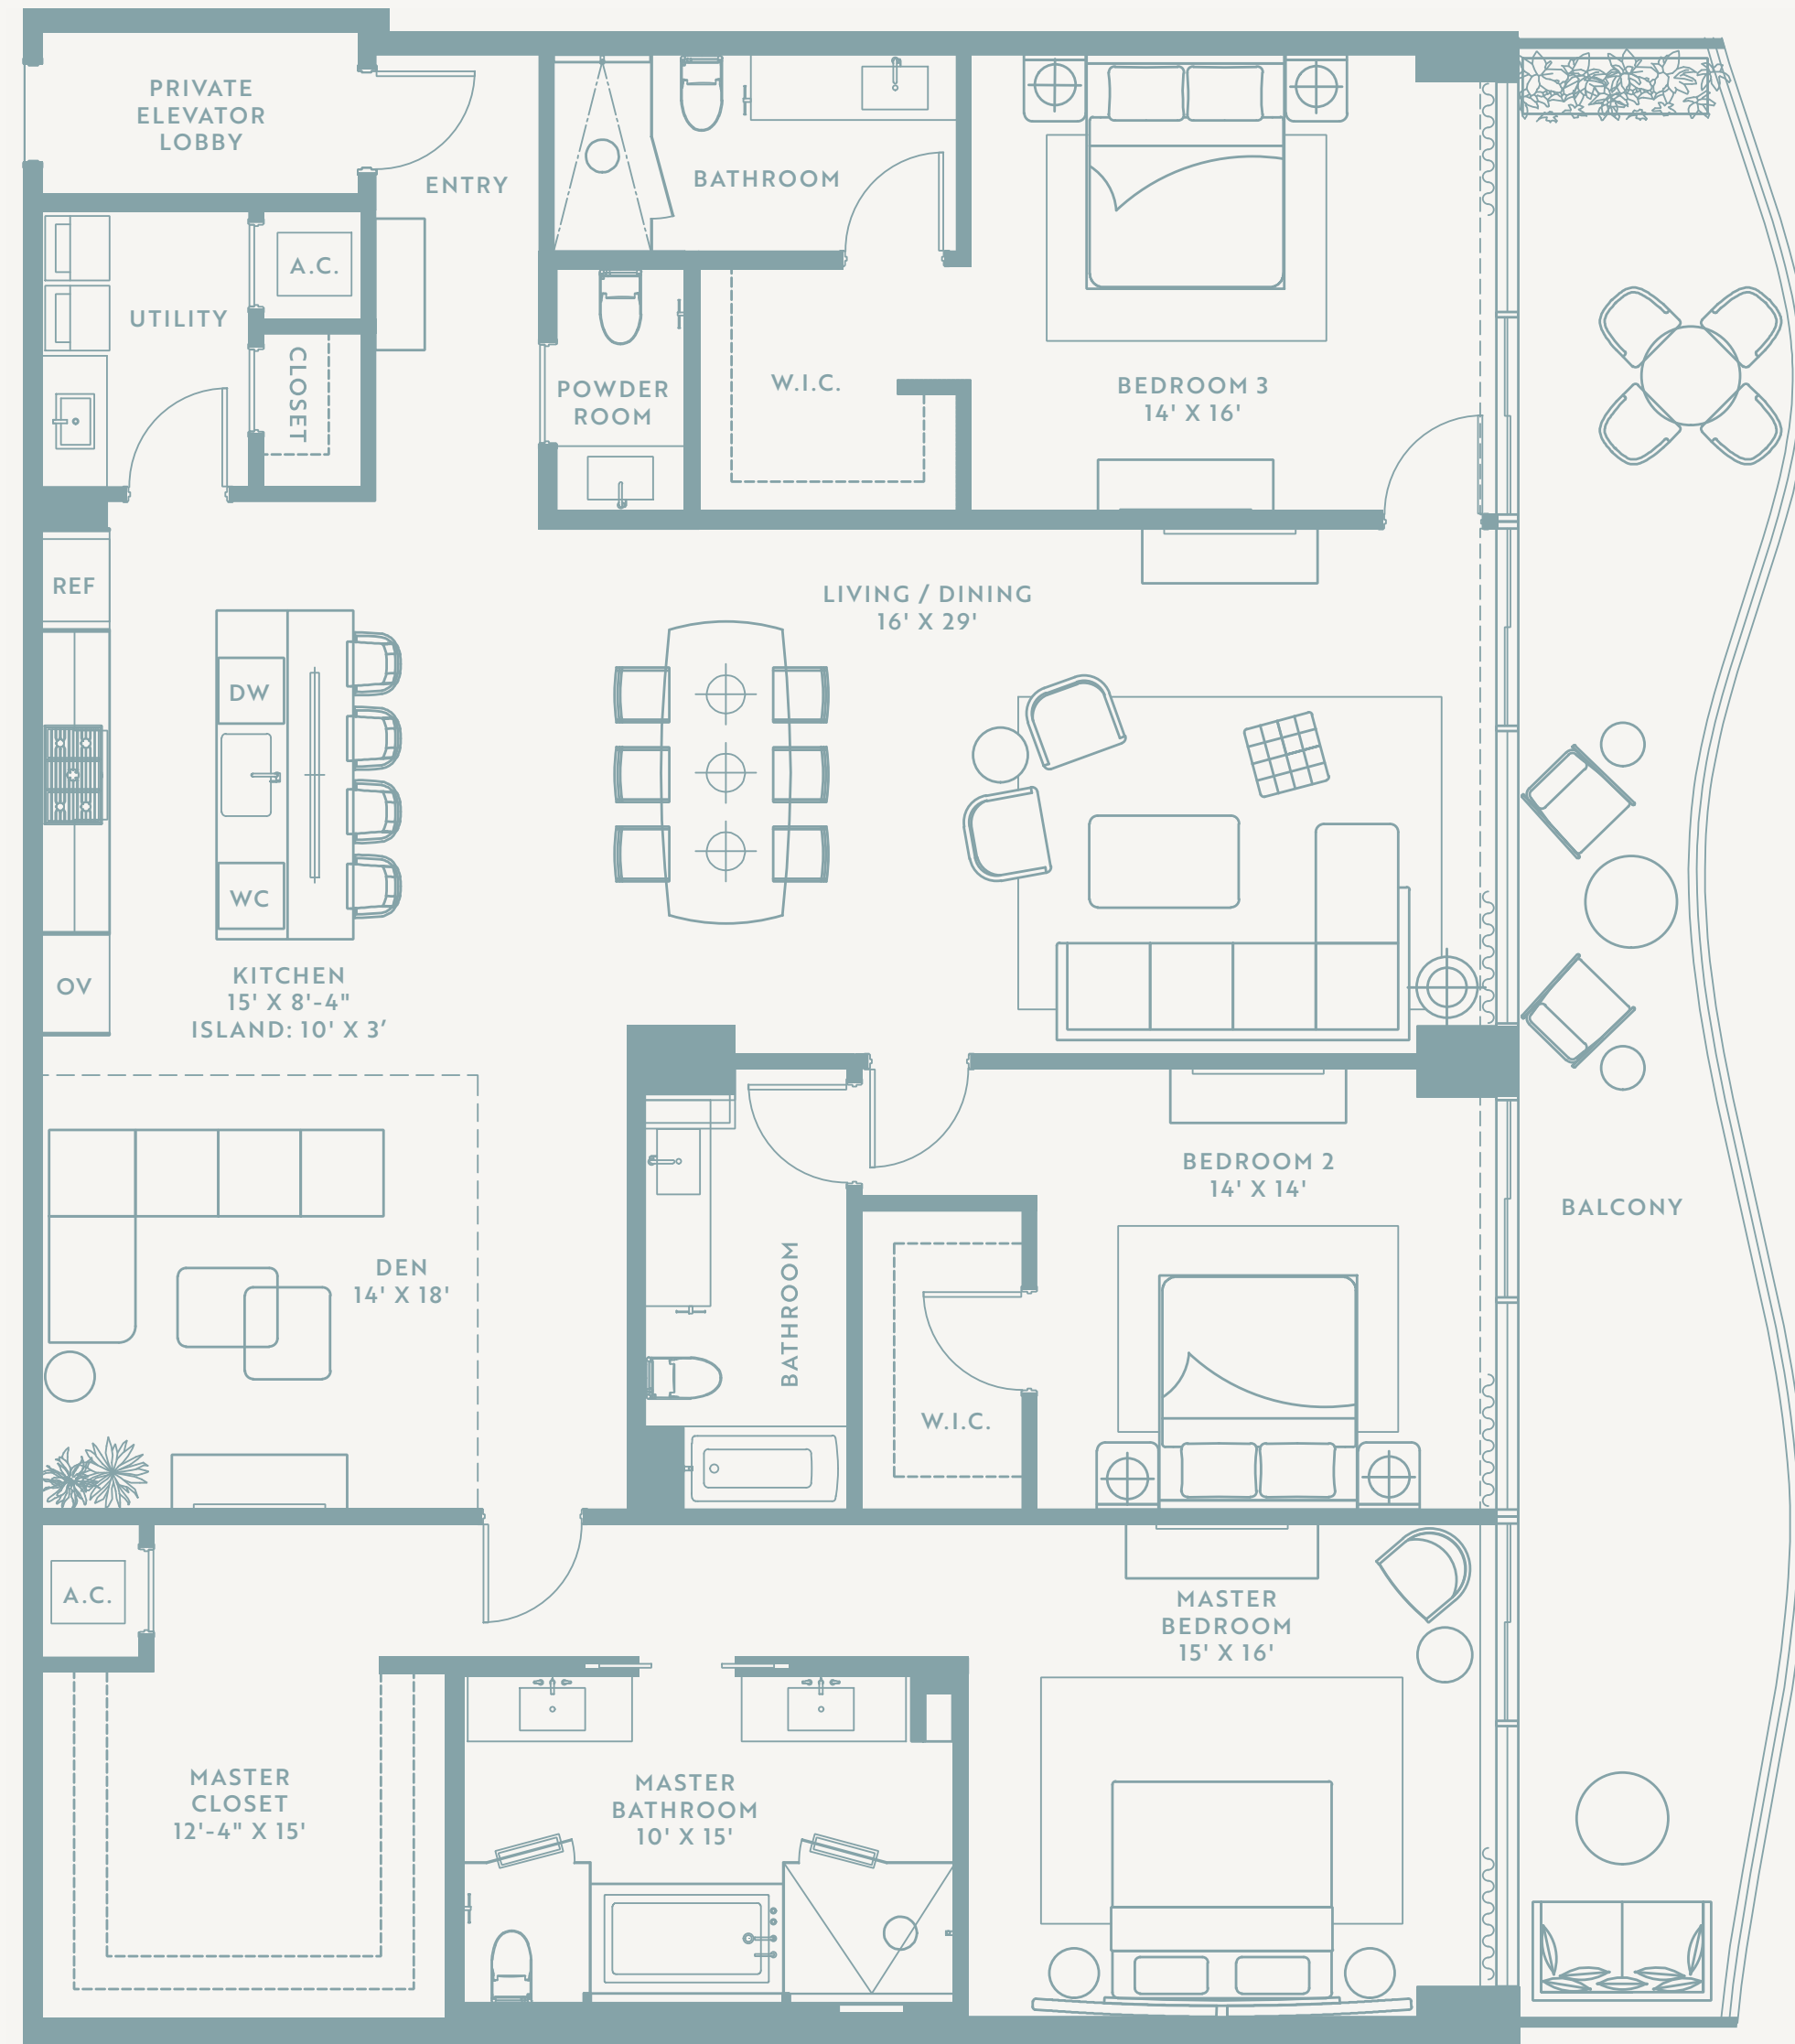 PRIVATE
ELEVATOR
LOBBY
ENTRY
BATHROOM
A.C.
UTILITY
CLOSET
POWDER
ROOM
W.I.C.
BEDROOM 3
14' X 16'
REF
LIVING / DINING
16' X 29'
DW
WC
OV
KITCHEN
15' X 8'-4"
ISLAND: 10' X 3′
BEDROOM 2
14' X 14'
BALCONY
DEN
14' X 18'
BATHROOM
W.I.C.
A.C.
MASTER
BEDROOM
15' X 16'
MASTER
CLOSET
12'-4" X 15'
MASTER
BATHROOM
10' X 15'